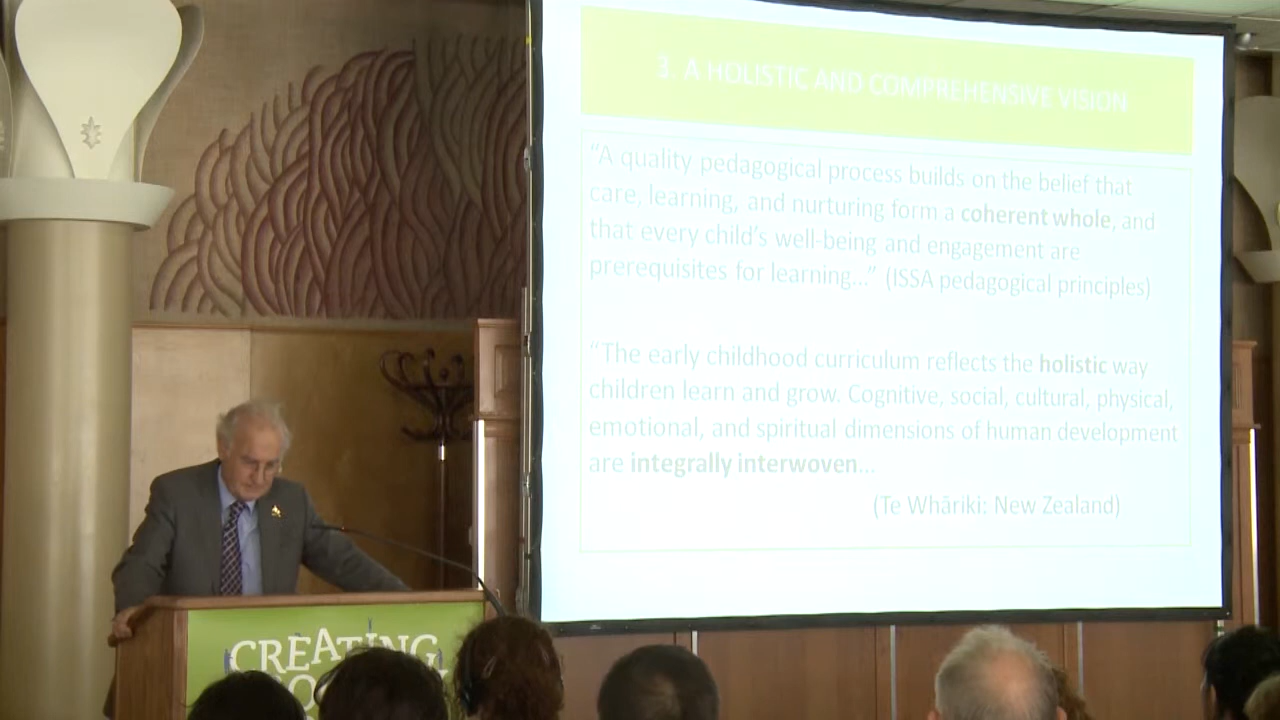 3. A HOLISTIC AND COMPREHENSIVE VISION
“A quality pedagogical process builds on the belief that
care, learning, and nurturing form a coherent whole, and
that every child’s well-being and engagement are
prerequisites for learning...” (ISSA pedagogical principles)
“The early childhood curriculum reflects the holistic way
children learn and grow. Cognitive, social, cultural, physical,
emotional, and spiritual dimensions of human development
are integrally interwoven...
(Te Whāriki: New Zealand)
CREATING